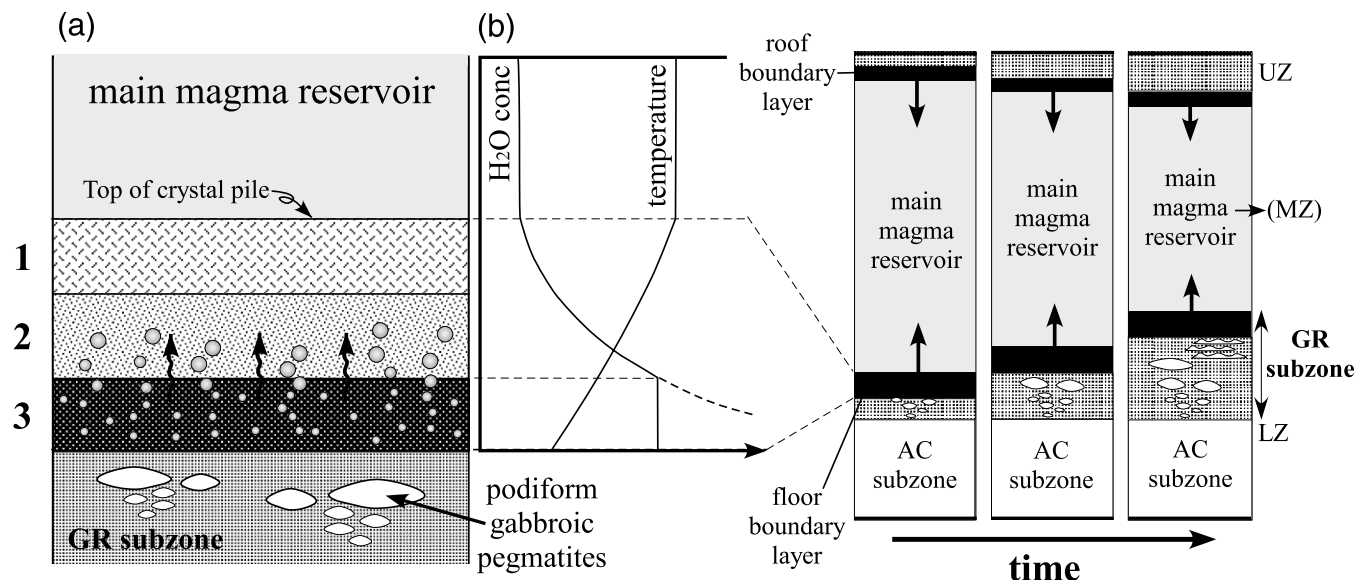 (a)
main magma reservoir
Top of crystal pile
1
2
3
GR subzone
(b)
H₂O conc
temperature
podiform
gabbroic
pegmatites
roof
boundary
layer
main
magma
reservoir
AC
subzone
floor
boundary
layer
main
magma
reservoir
AC
subzone
main
magma
reservoir
AC
subzone
UZ
(MZ)
GR
subzone
LZ
time